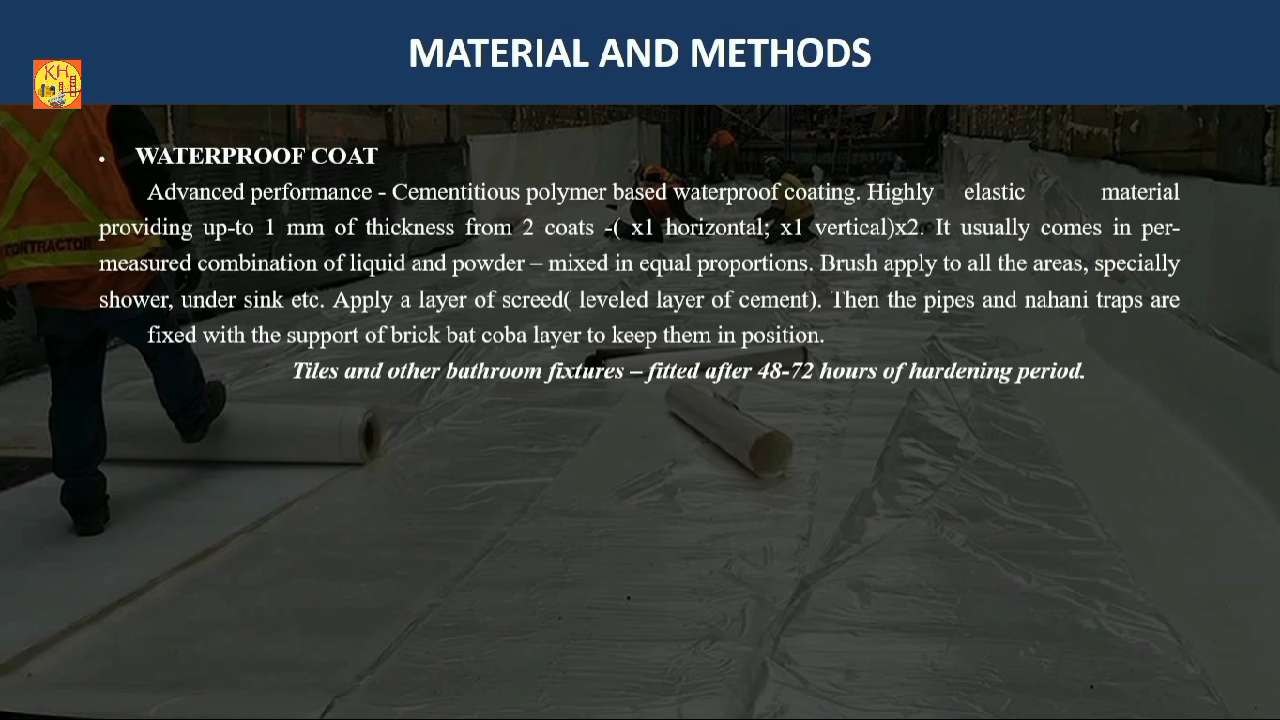 MATERIAL AND METHODS
KH
• WATERPROOF COAT
Advanced performance - Cementitious polymer based waterproof coating. Highly elastic material
providing up-to 1 mm of thickness from 2 coats -( x1 horizontal; x1 vertical)x2. It usually comes in per-
measured combination of liquid and powder – mixed in equal proportions. Brush apply to all the areas, specially
shower, under sink etc. Apply a layer of screed( leveled layer of cement). Then the pipes and nahani traps are
fixed with the support of brick bat coba layer to keep them in position.
CONTRACTOR
Tiles and other bathroom fixtures – fitted after 48-72 hours of hardening period.